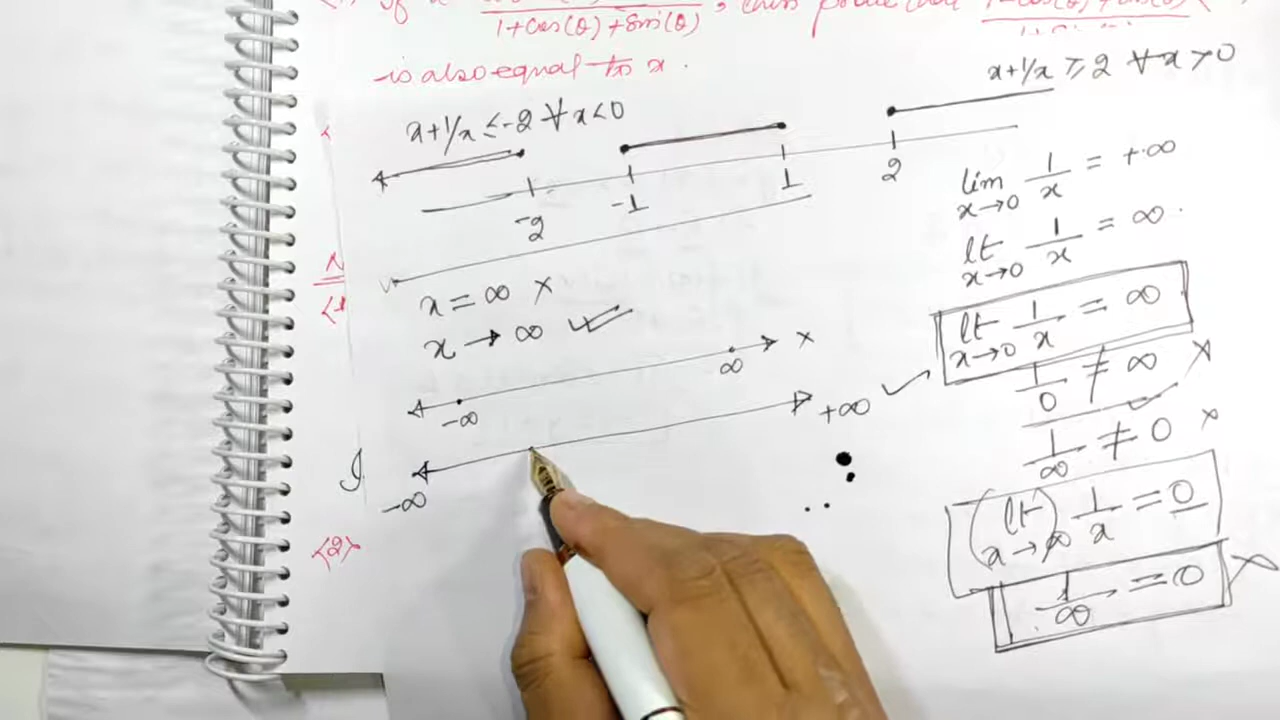 1+Cos(θ)+Sin(θ)
is also equal to x.
x+1/x ⩾ 2 ∀ x > 0
x+1/x ≤ -2 ∀ x < 0
-2 -1 1 2
lim x→0 1/x = +∞
lt x→0 1/x = ∞
x = ∞ ×
x → ∞ ✓
lt x→0 1/x = ∞
∞ ×
1/0 ≠ ∞ ×
-∞
+∞ ✓
1/∞ ≠ 0 ×
-∞
(lt) x→∞ 1/x = 0
<2>
1/∞ = 0 ×